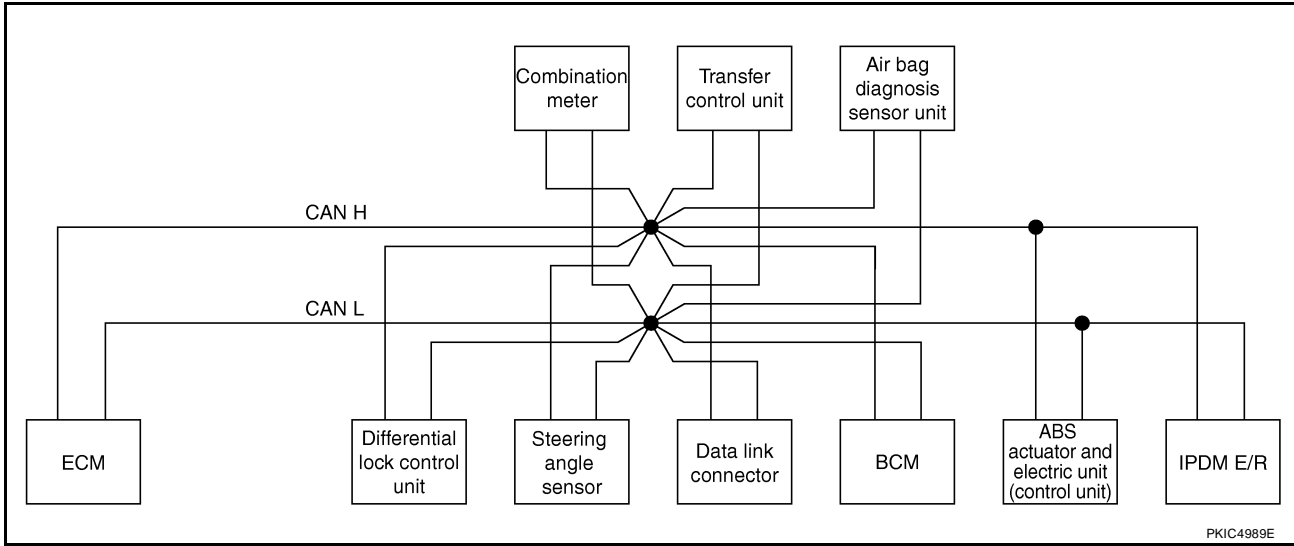 Combination
meter
Transfer
control unit
Air bag
diagnosis
sensor unit
CAN H
CAN L
ECM
Differential
lock control
unit
Steering
angle
sensor
Data link
connector
BCM
ABS
actuator and
electric unit
(control unit)
IPDM E/R
PKIC4989E